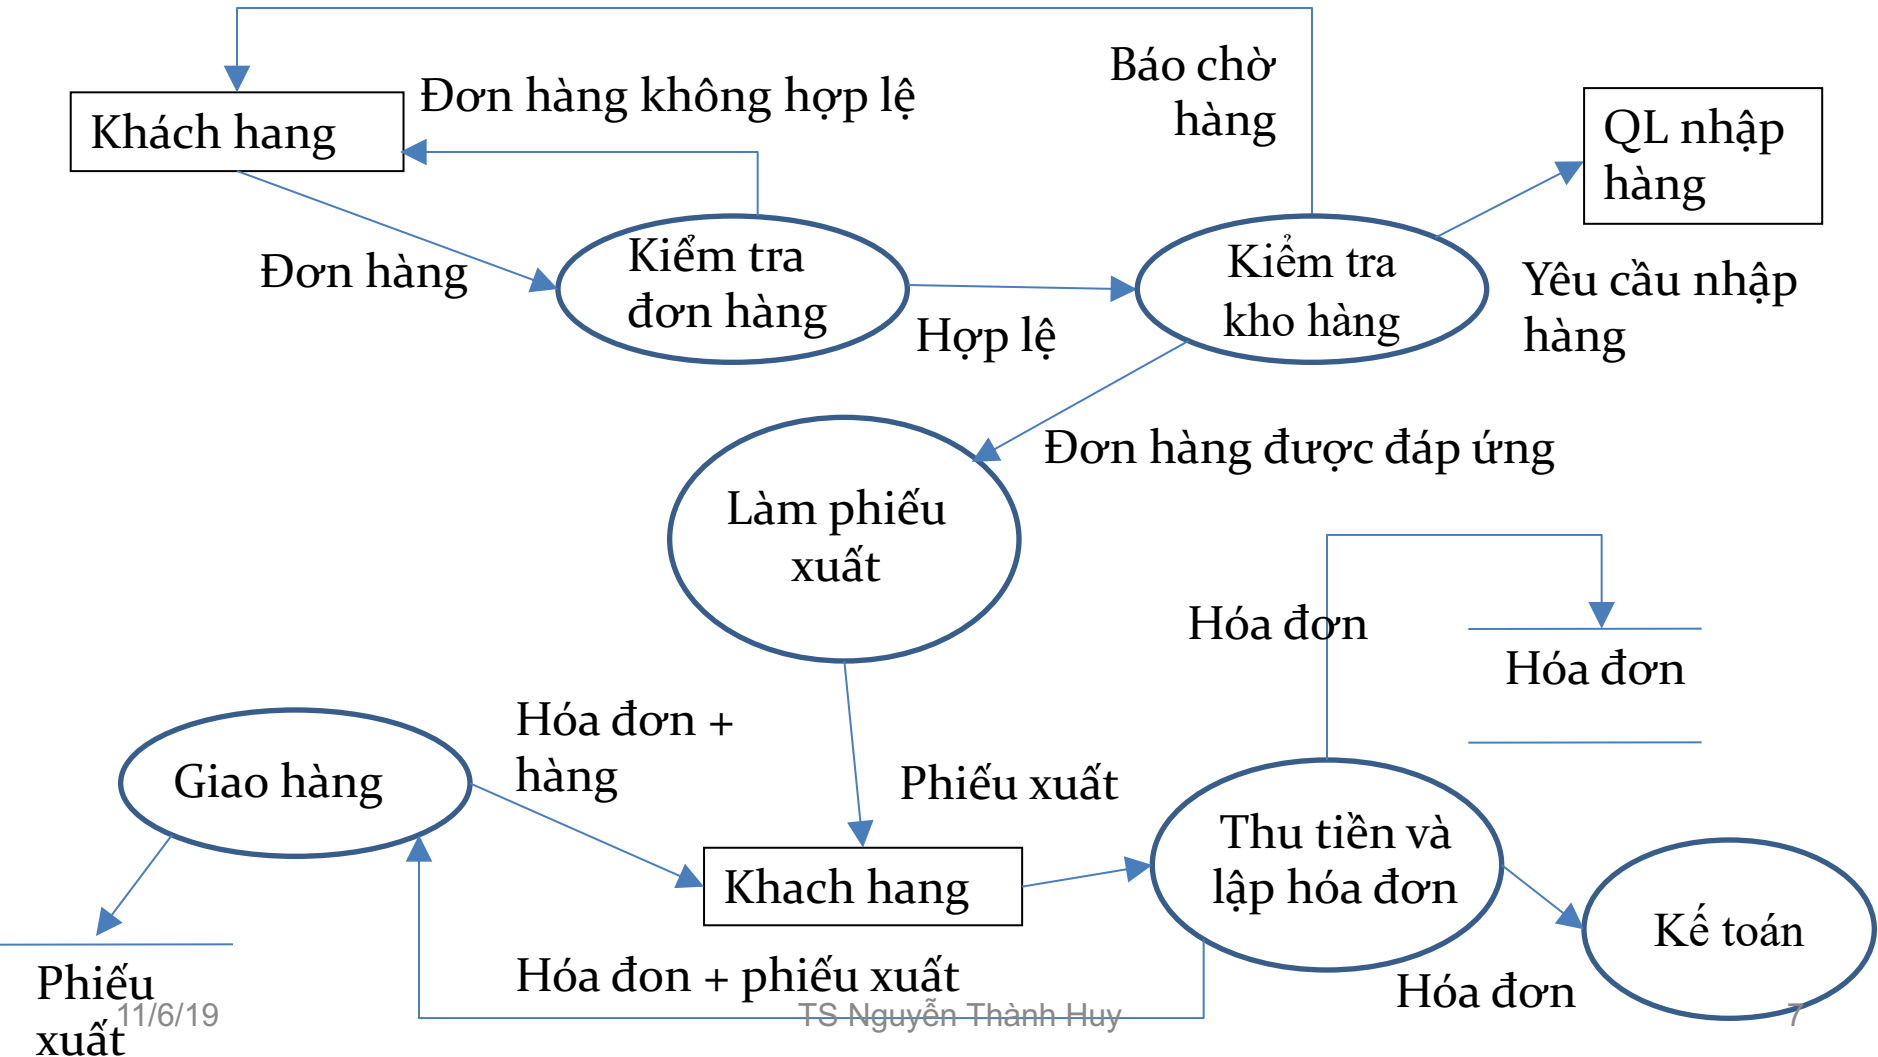 Báo chờ
hàng
Đơn hàng không hợp lệ
Khách hang
QL nhập
hàng
Kiểm tra
đơn hàng
Kiểm tra
kho hàng
Đơn hàng
Yêu cầu nhập
hàng
Hợp lệ
Đơn hàng được đáp ứng
Làm phiếu
xuất
Hóa đơn
Hóa đơn
Hóa đơn +
hàng
Giao hàng
Phiếu xuất
Thu tiền và
lập hóa đơn
Khach hang
Kế toán
Hóa đon + phiếu xuất
Hóa đơn
Phiếu
xuất
11/6/19
TS Nguyễn Thành Huy
7